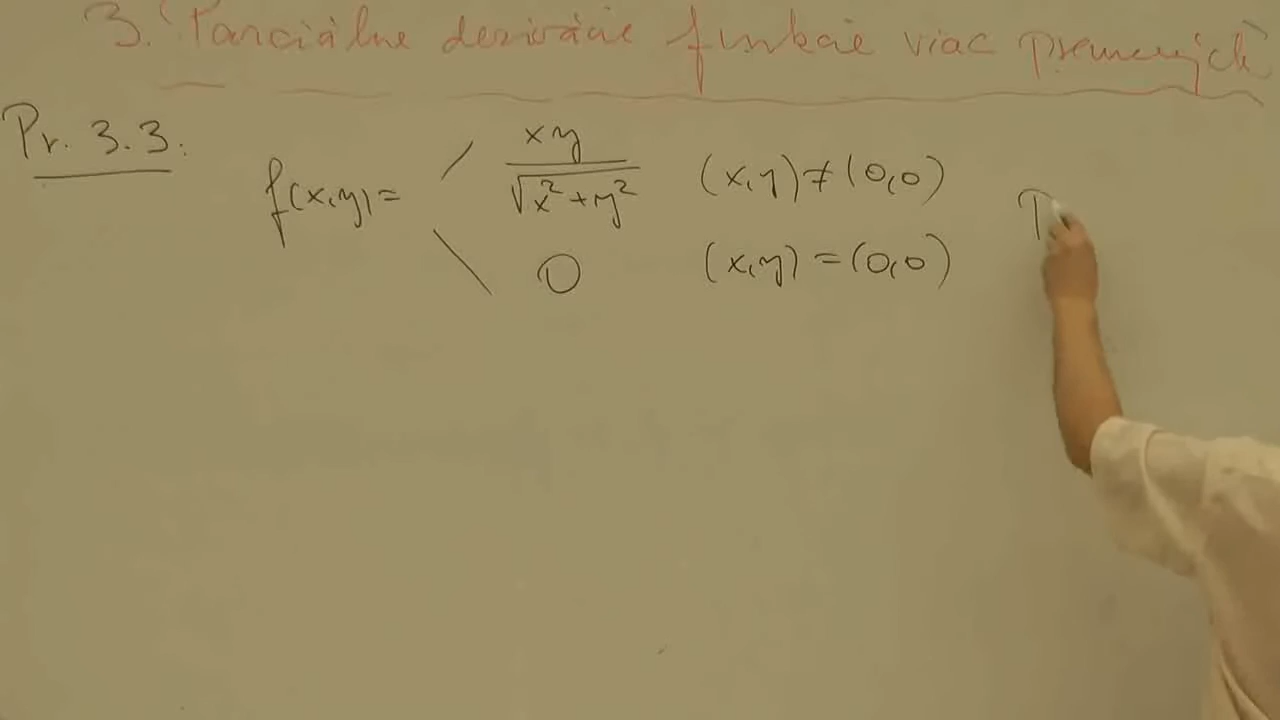 3. Parciálne derivácie funkcie viac premenných
Pr. 3.3.
f(x,y) = xy / √x²+y² (x,y) ≠ (0,0)
0 (x,y) = (0,0)